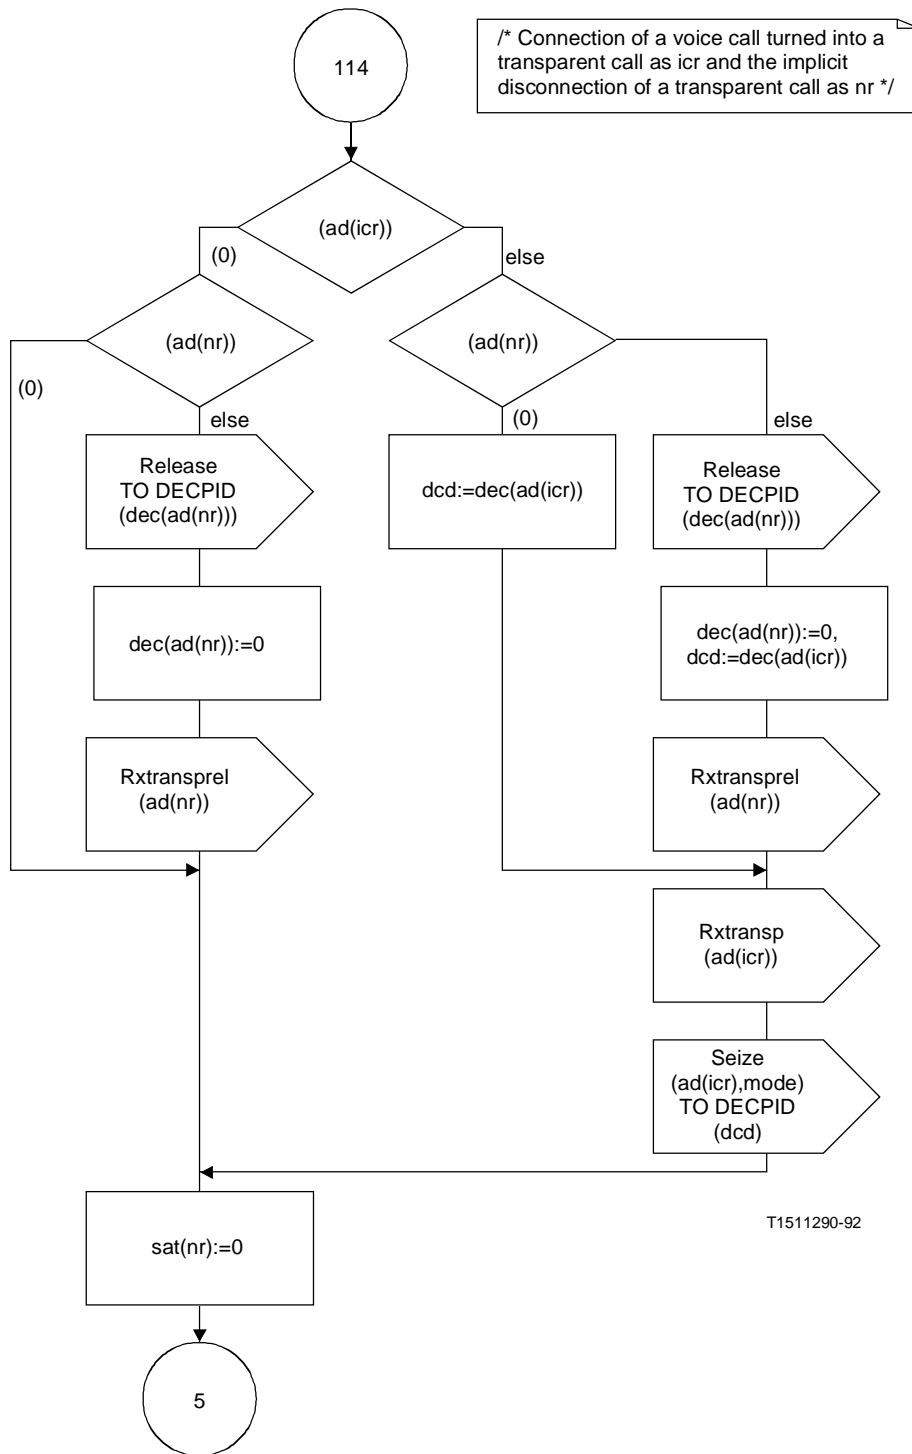 114
/* Connection of a voice call turned into a
transparent call as icr and the implicit
disconnection of a transparent call as nr */
(ad(icr))
(0)
else
(ad(nr))
(ad(nr))
(0)
else
(0)
else
Release
TO DECPID
(dec(ad(nr)))
dcd:=dec(ad(icr))
Release
TO DECPID
(dec(ad(nr)))
dec(ad(nr)):=0
dec(ad(nr)):=0,
dcd:=dec(ad(icr))
Rxtransprel
(ad(nr))
Rxtransprel
(ad(nr))
Rxtransp
(ad(icr))
Seize
(ad(icr),mode)
TO DECPID
(dcd)
sat(nr):=0
T1511290-92
5